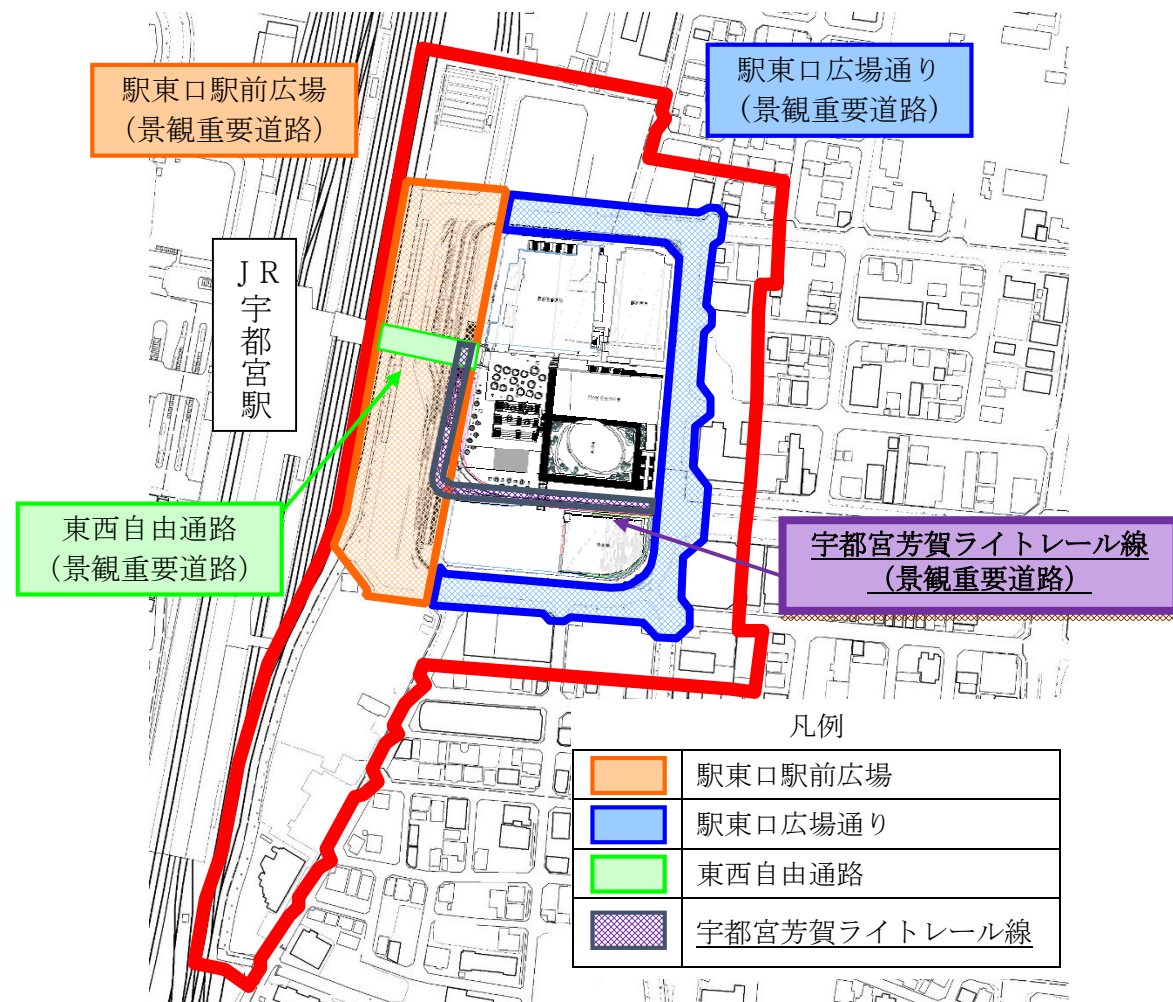 駅東口駅前広場
（景観重要道路）
駅東口広場通り
（景観重要道路）
ＪＲ宇都宮駅
東西自由通路
（景観重要道路）
宇都宮芳賀ライトレール線
（景観重要道路）
凡例
駅東口駅前広場
駅東口広場通り
東西自由通路
宇都宮芳賀ライトレール線